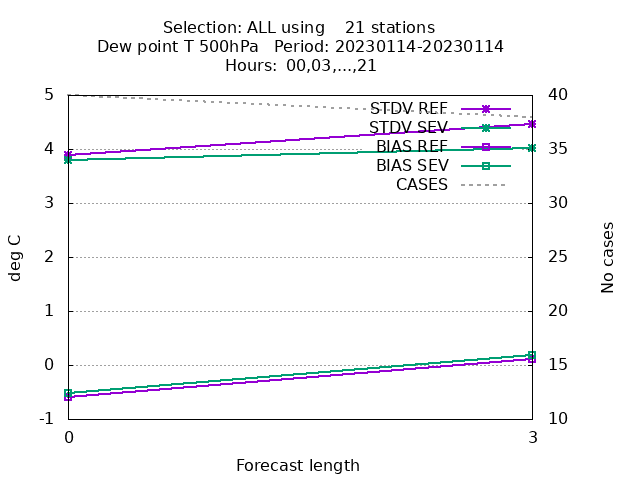 Selection: ALL using    21 stations
Dew point T 500hPa   Period: 20230114-20230114
Hours: 00,03,...,21
5
4
3
2
1
0
-1
40
35
30
25
20
15
10
STDV REF
STDV SEV
BIAS REF
BIAS SEV
CASES
deg C
No cases
0
3
Forecast length